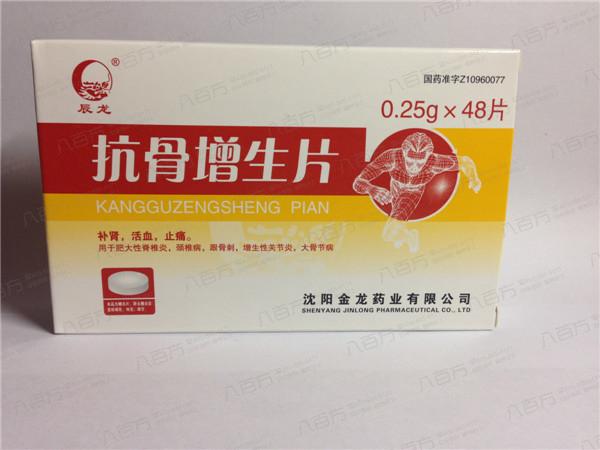 ®
辰龙
国药准字Z10960077
0.25g×48片
抗骨增生片
KANGGUZENGSHENG PIAN
补肾，活血，止痛。
用于肥大性脊椎炎，颈椎病，跟骨刺，增生性关节炎，大骨节病
沈阳金龙药业有限公司
SHENYANG JINLONG PHARMACEUTICAL CO., LTD
八百方